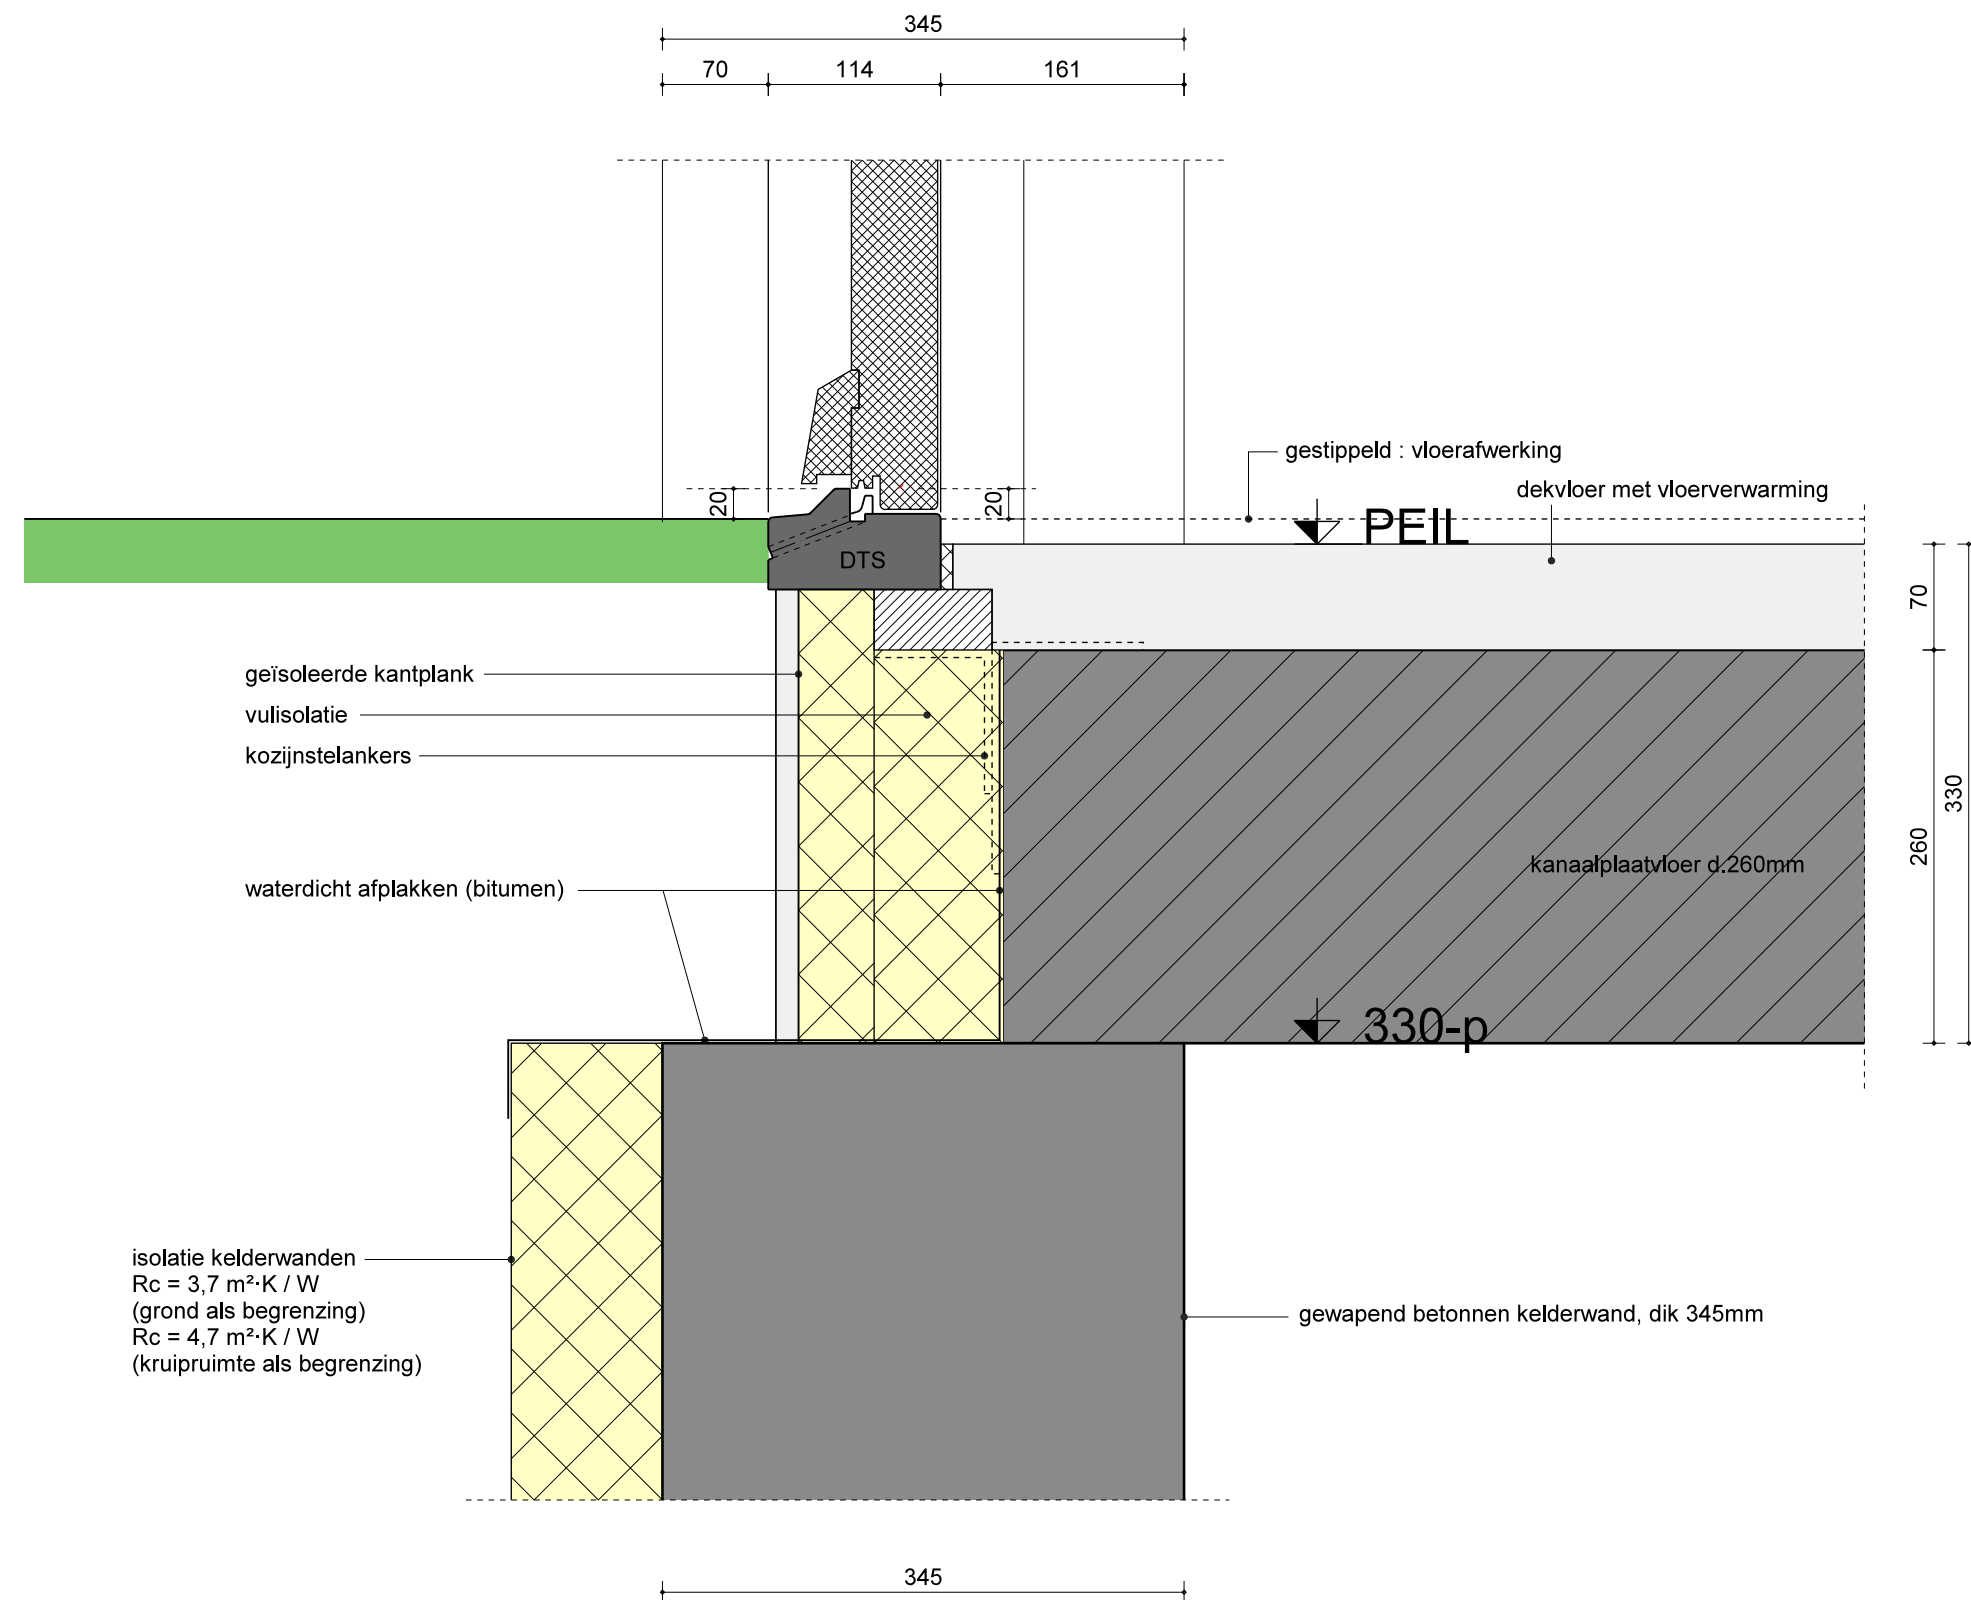 345
70
114
161
gestippeld : vloerafwerking
dekvloer met vloerverwarming
20
20
PEIL
DTS
70
geïsoleerde kantplank
vulisolatie
kozijnstelankers
330
260
kanaalplaatvloer d.260mm
waterdicht afplakken (bitumen)
330-p
isolatie kelderwanden
Rc = 3,7 m²·K / W
(grond als begrenzing)
Rc = 4,7 m²·K / W
(kruipruimte als begrenzing)
gewapend betonnen kelderwand, dik 345mm
345